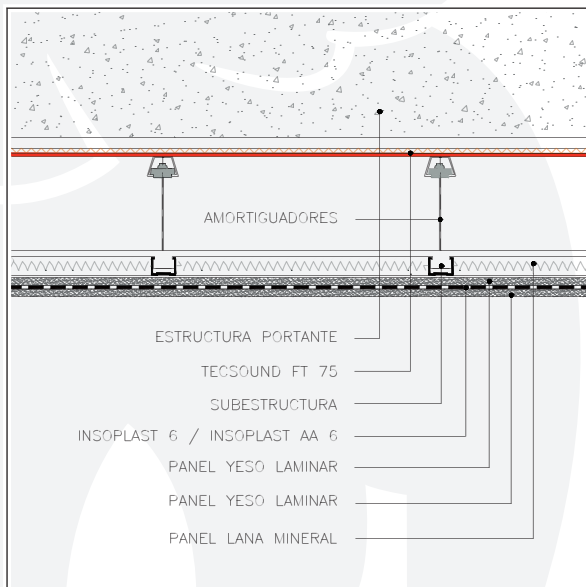 AMORTIGUADORES
ESTRUCTURA PORTANTE
TECSOUND FT 75
SUBESTRUCTURA
INSOPLAST 6 / INSOPLAST AA 6
PANEL YESO LAMINAR
PANEL YESO LAMINAR
PANEL LANA MINERAL